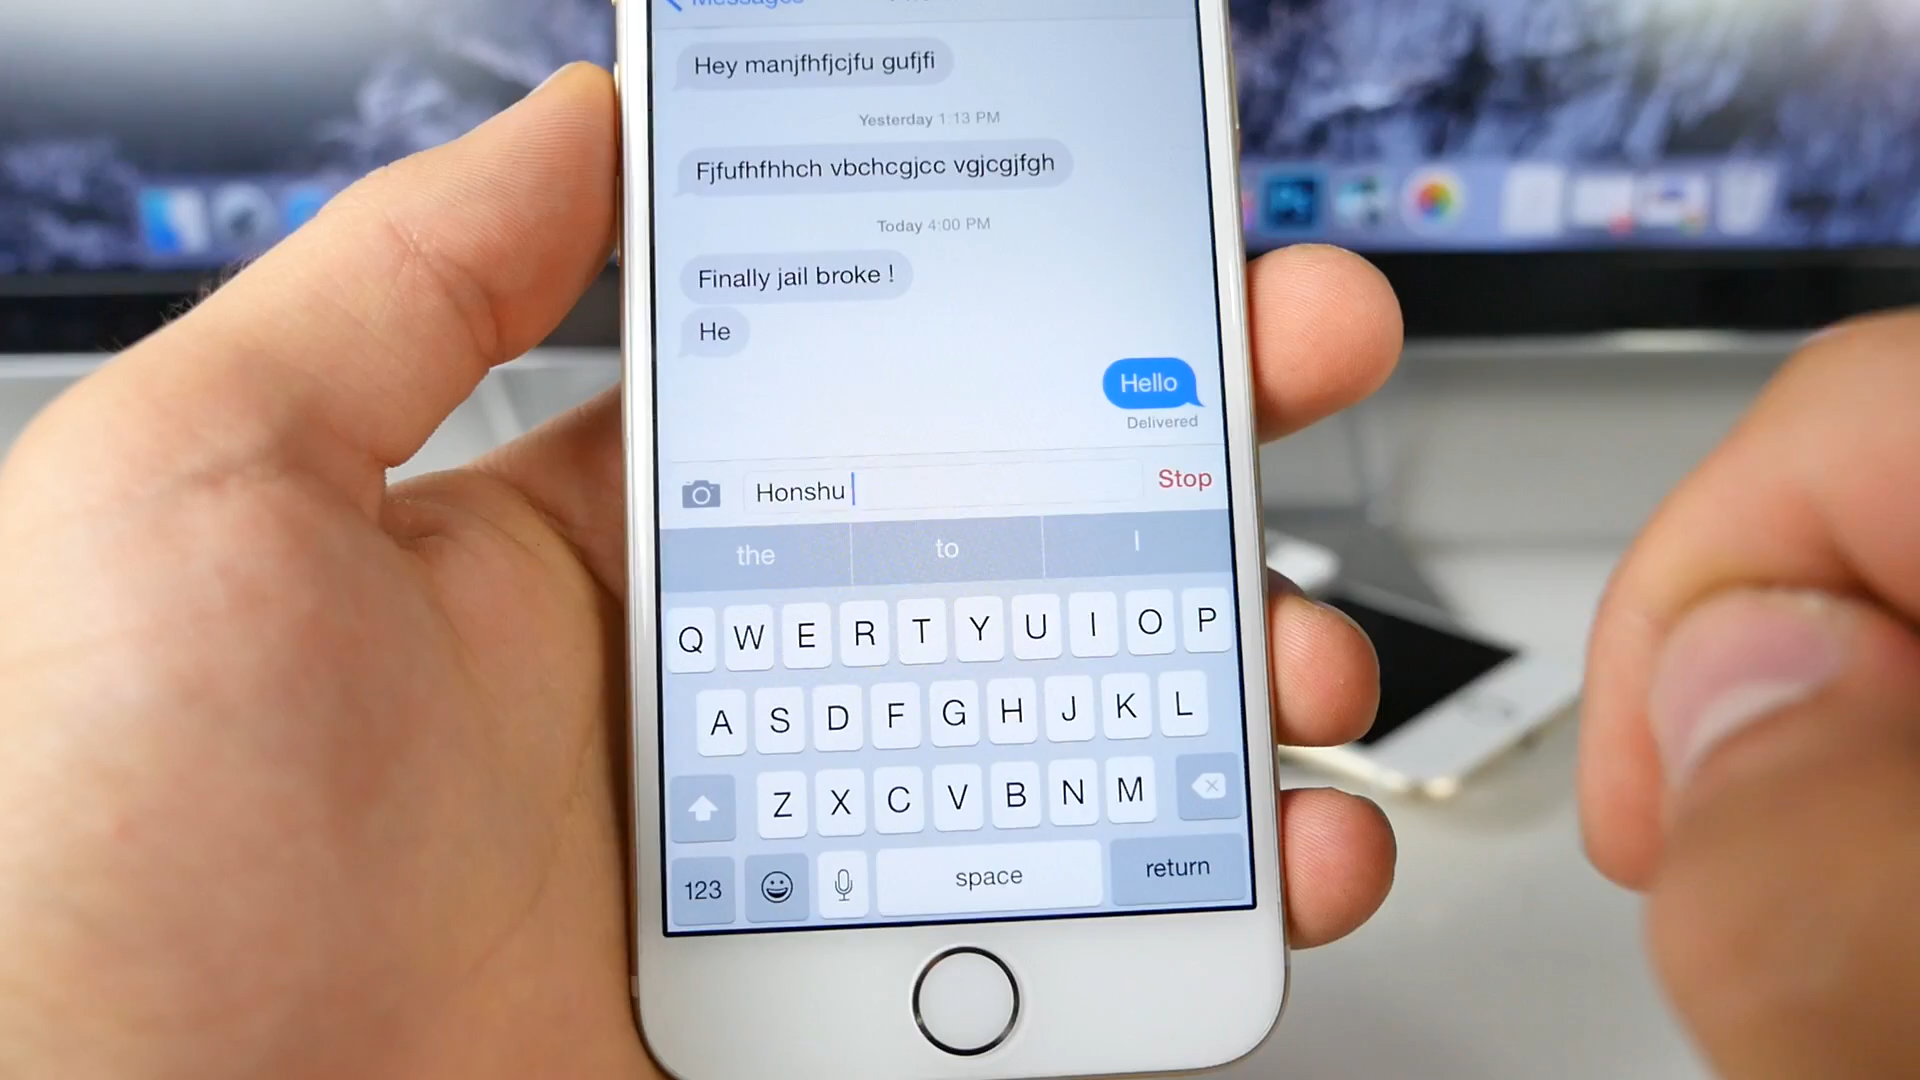 Messages
Hey manjfhfjcjfu gufjfi
Yesterday 1:13 PM
Fjfufhfhhch vbchcgjcc vgjcgjfgh
Today 4:00 PM
Finally jail broke !
He
Hello
Delivered
Honshu
Stop
the to I
Q W E R T Y U I O P
A S D F G H J K L
Z X C V B N M
123 space return